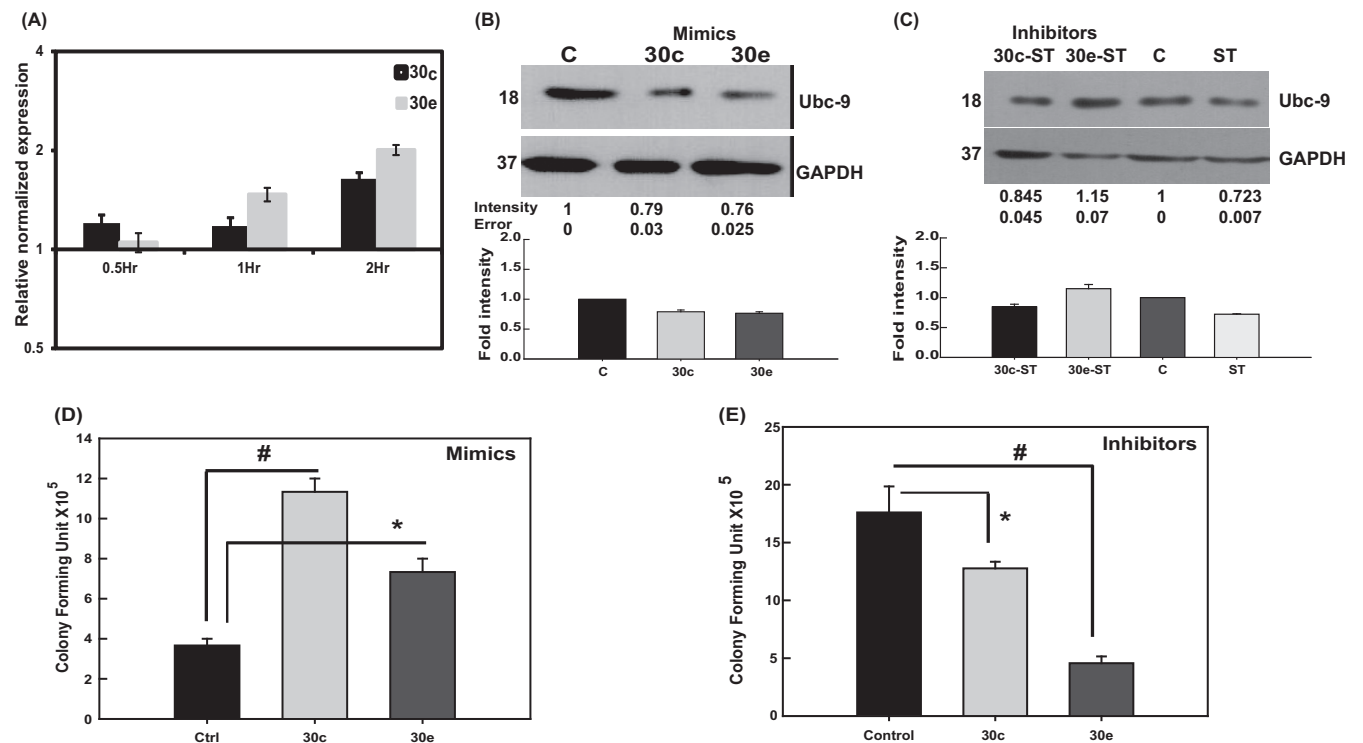 (A)
4
2
1
0.5
Relative normalized expression
30c
30e
0.5Hr 1Hr 2Hr
(B)
Mimics
C 30c 30e
18 Ubc-9
37 GAPDH
Intensity 1 0.79 0.76
Error 0 0.03 0.025
2.0
1.5
1.0
0.5
0.0
Fold intensity
C 30c 30e
(C)
Inhibitors
30c-ST 30e-ST C ST
18 Ubc-9
37 GAPDH
0.845 1.15 1 0.723
0.045 0.07 0 0.007
2.0
1.5
1.0
0.5
0.0
Fold intensity
30c-ST 30e-ST C ST
(D)
14
12
10
8
6
4
2
0
Colony Forming Unit X10 5
Mimics
#
*
Ctrl 30c 30e
(E)
25
20
15
10
5
0
Colony Forming Unit X10 5
Inhibitors
#
*
Control 30c 30e